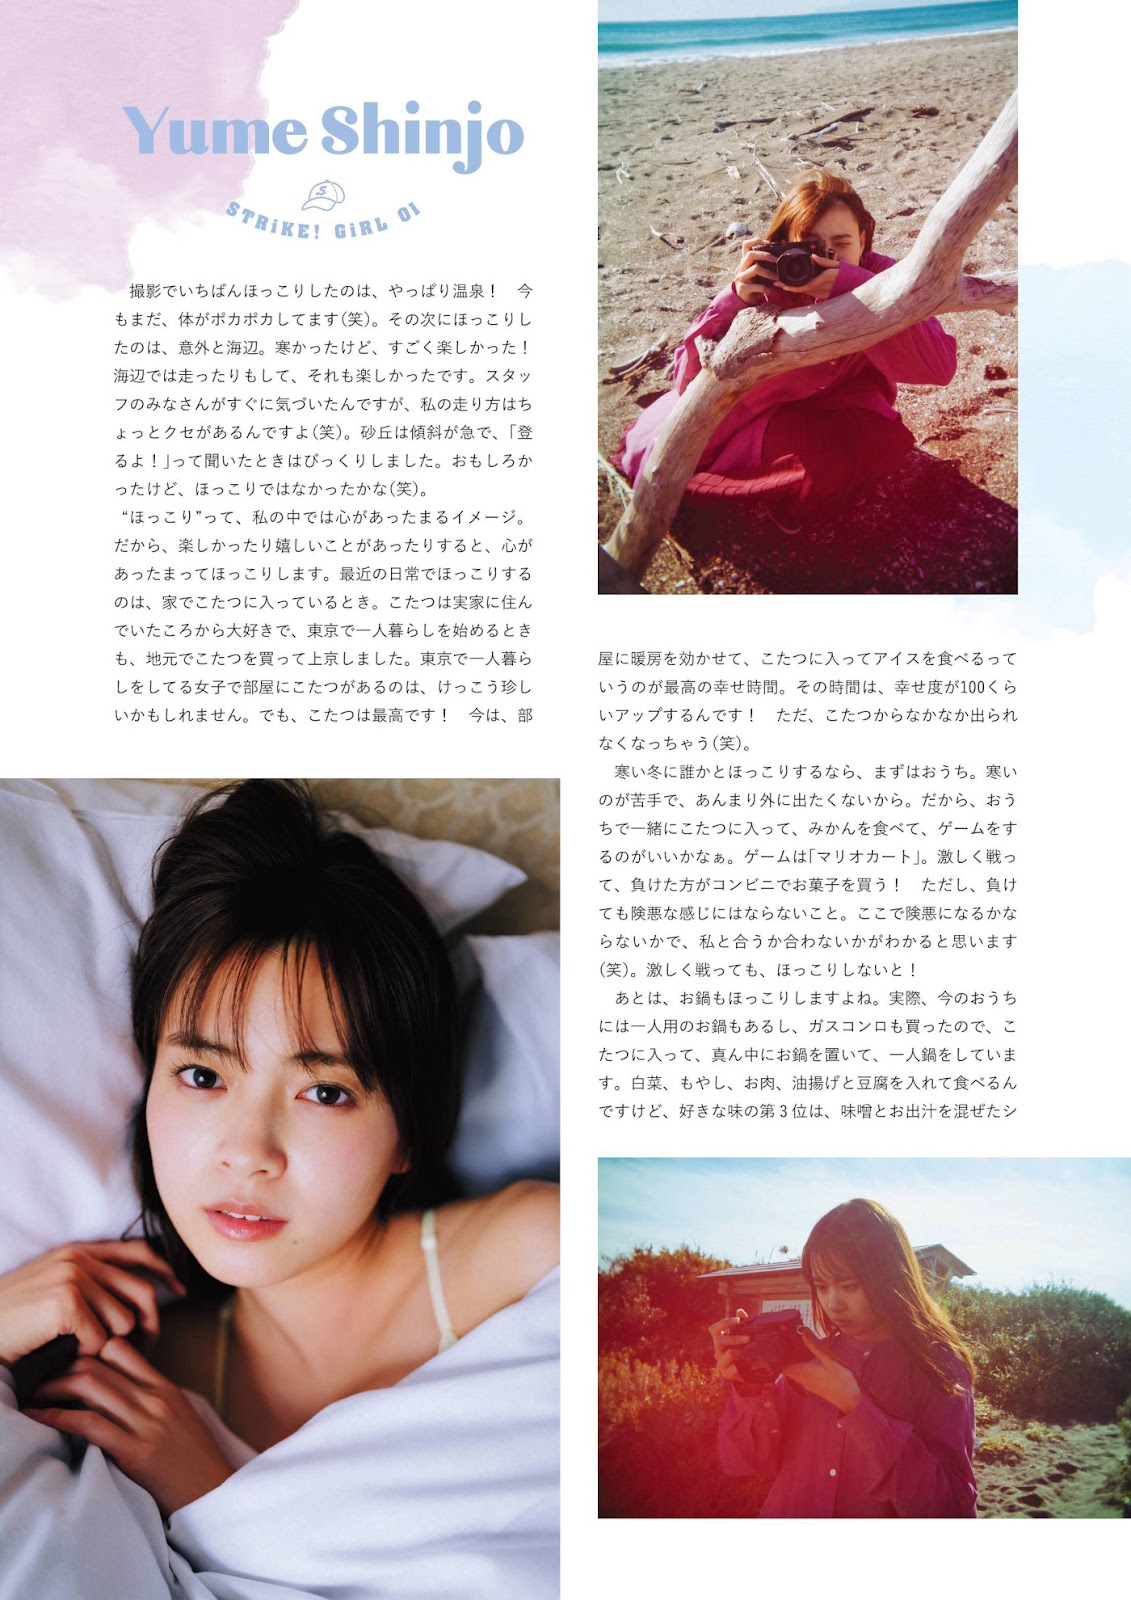 Yume Shinjo
S
STRiKE! GiRL 01
撮影でいちばんほっこりしたのは、やっぱり温泉！　今
もまだ、体がポカポカしてます(笑)。その次にほっこりし
たのは、意外と海辺。寒かったけど、すごく楽しかった！
海辺では走ったりもして、それも楽しかったです。スタッ
フのみなさんがすぐに気づいたんですが、私の走り方はち
ょっとクセがあるんですよ(笑)。砂丘は傾斜が急で、「登
るよ！」って聞いたときはびっくりしました。おもしろか
ったけど、ほっこりではなかったかな(笑)。
“ほっこり”って、私の中では心があったまるイメージ。
だから、楽しかったり嬉しいことがあったりすると、心が
あったまってほっこりします。最近の日常でほっこりする
のは、家でこたつに入っているとき。こたつは実家に住ん
でいたころから大好きで、東京で一人暮らしを始めるとき
も、地元でこたつを買って上京しました。東京で一人暮ら
しをしてる女子で部屋にこたつがあるのは、けっこう珍し
いかもしれません。でも、こたつは最高です！　今は、部
屋に暖房を効かせて、こたつに入ってアイスを食べるって
いうのが最高の幸せ時間。その時間は、幸せ度が100くら
いアップするんです！　ただ、こたつからなかなか出られ
なくなっちゃう(笑)。
寒い冬に誰かとほっこりするなら、まずはおうち。寒い
のが苦手で、あんまり外に出たくないから。だから、おう
ちで一緒にこたつに入って、みかんを食べて、ゲームをす
るのがいいかなぁ。ゲームは「マリオカート」。激しく戦っ
て、負けた方がコンビニでお菓子を買う！　ただし、負け
ても険悪な感じにはならないこと。ここで険悪になるかな
らないかで、私と合うか合わないかがわかると思います
(笑)。激しく戦っても、ほっこりしないと！
あとは、お鍋もほっこりしますよね。実際、今のおうち
には一人用のお鍋もあるし、ガスコンロも買ったので、こ
たつに入って、真ん中にお鍋を置いて、一人鍋をしていま
す。白菜、もやし、お肉、油揚げと豆腐を入れて食べるん
ですけど、好きな味の第３位は、味噌とお出汁を混ぜたシ